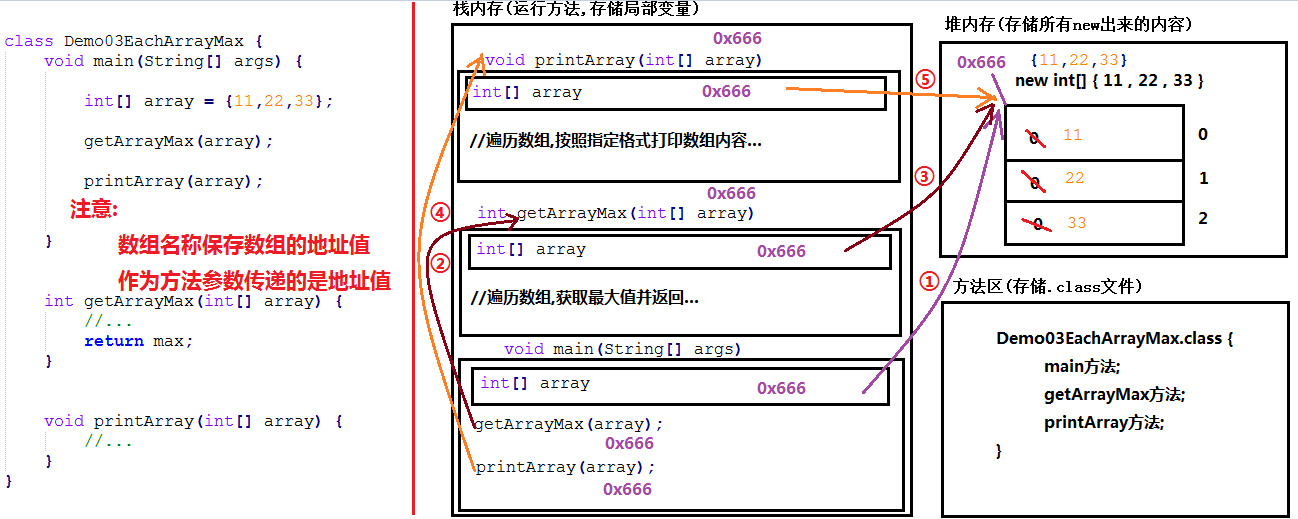 class Demo03EachArrayMax {
void main(String[] args) {
int[] array = {11,22,33};
getArrayMax(array);
printArray(array);
注意:
}
数组名称保存数组的地址值
作为方法参数传递的是地址值
int getArrayMax(int[] array) {
//...
return max;
}
void printArray(int[] array) {
//...
}
}
栈内存(运行方法,存储局部变量)
0x666
void printArray(int[] array)
int[] array 0x666
//遍历数组,按照指定格式打印数组内容...
0x666
int getArrayMax(int[] array)
int[] array 0x666
//遍历数组,获取最大值并返回...
void main(String[] args)
int[] array 0x666
getArrayMax(array);
0x666
printArray(array);
0x666
④
②
⑤
③
①
堆内存(存储所有new出来的内容)
0x666 {11,22,33}
new int[] { 11 , 22 , 33 }
0 11 0
0 22 1
0 33 2
方法区(存储.class文件)
Demo03EachArrayMax.class {
main方法;
getArrayMax方法;
printArray方法;
}